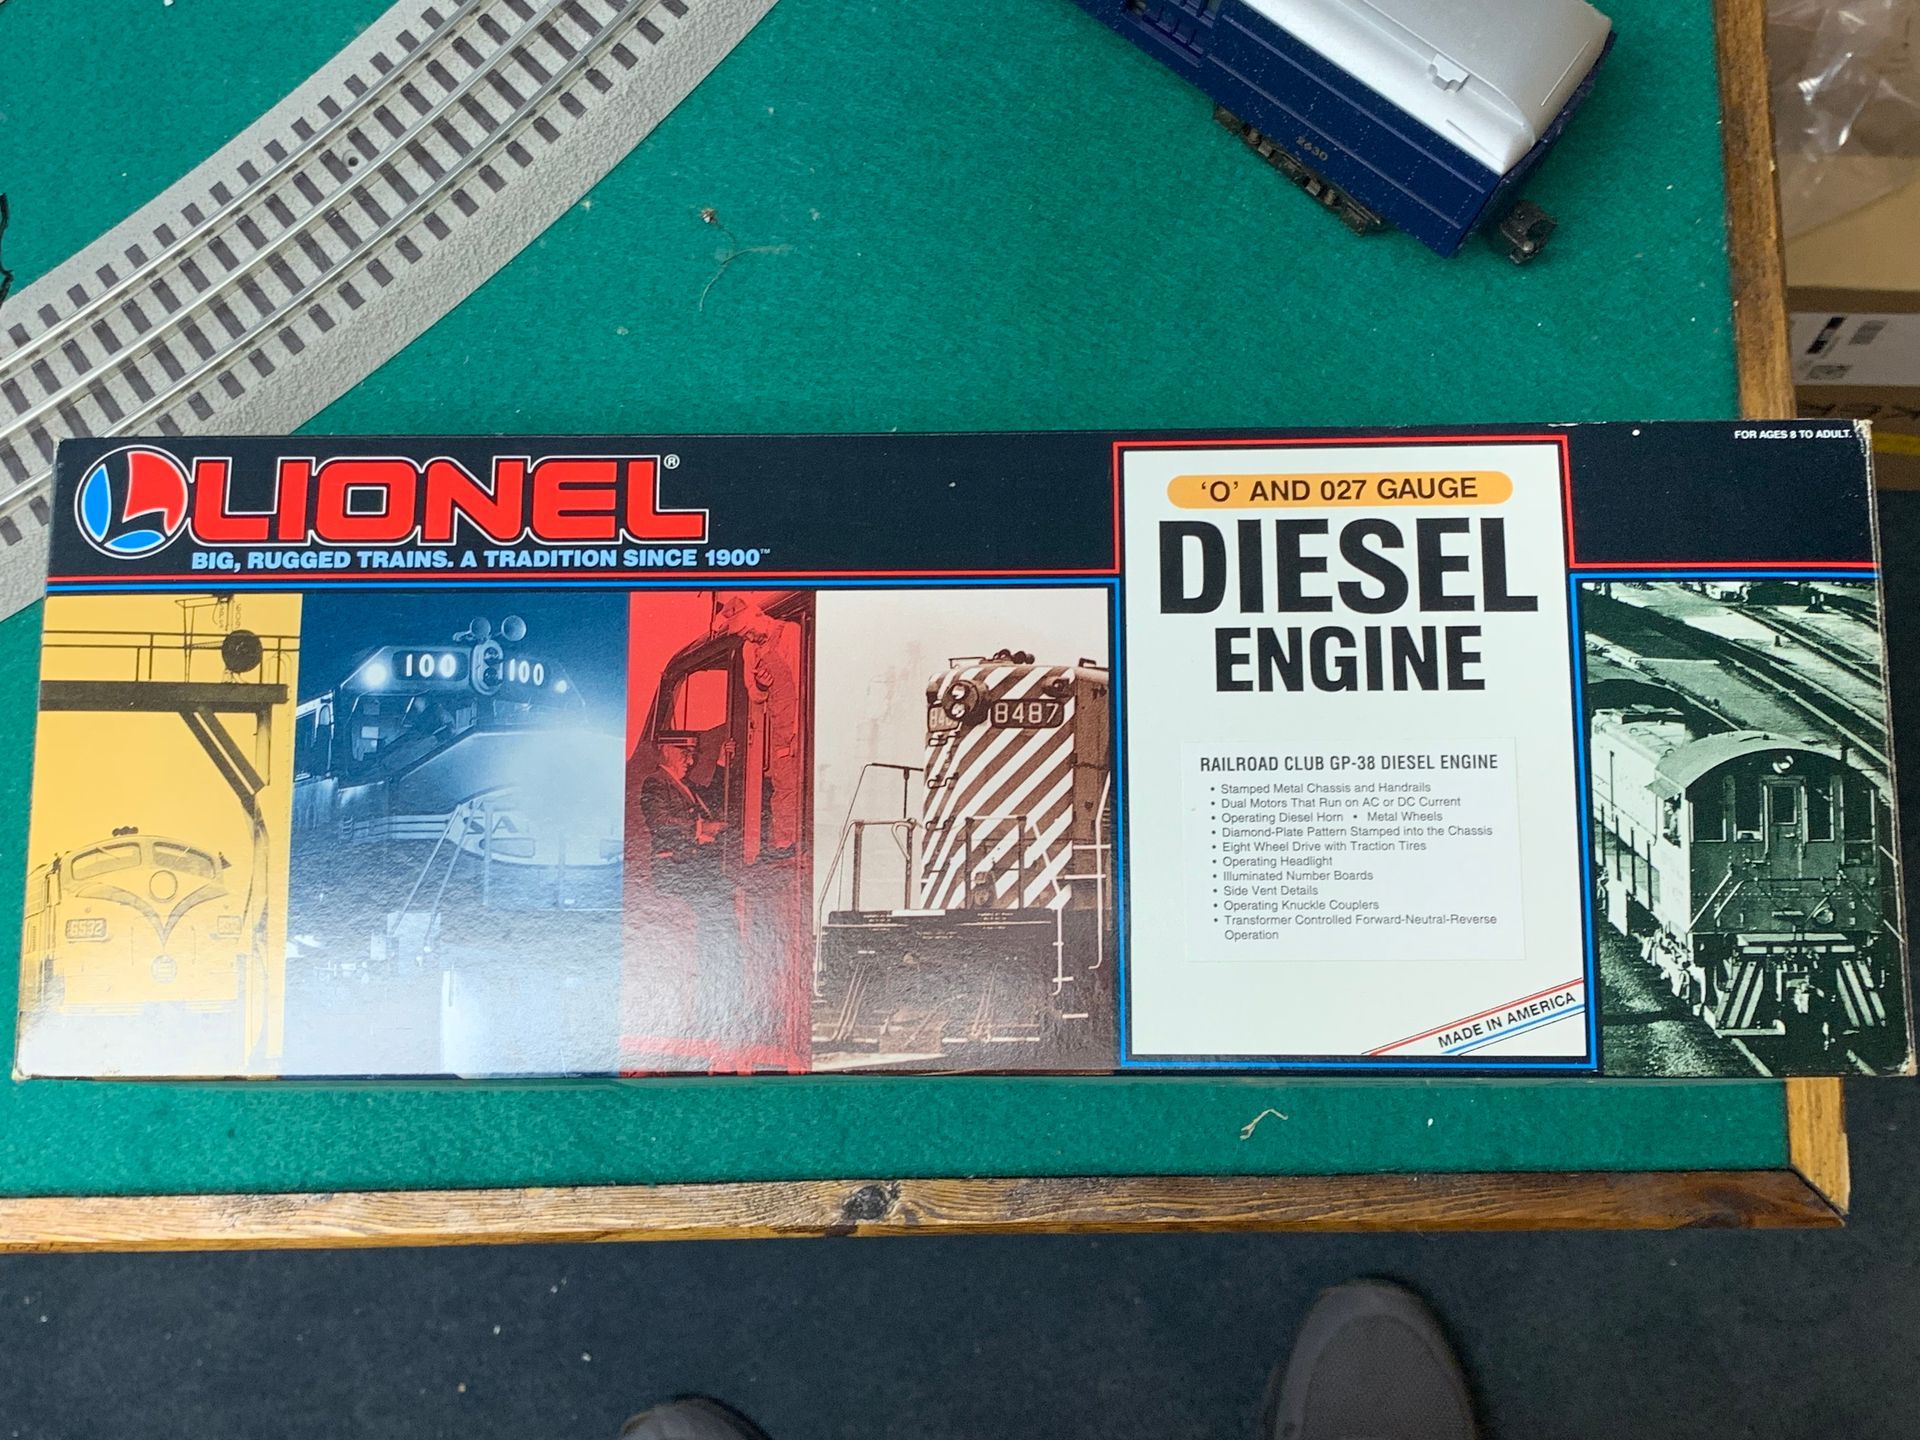 2630
FOR AGES 8 TO ADULT.
LIONEL®
BIG, RUGGED TRAINS. A TRADITION SINCE 1900™
'O' AND 027 GAUGE
DIESEL
ENGINE
100 1100
8487
6532
RAILROAD CLUB GP-38 DIESEL ENGINE
• Stamped Metal Chassis and Handrails
• Dual Motors That Run on AC or DC Current
• Operating Diesel Horn • Metal Wheels
• Diamond-Plate Pattern Stamped into the Chassis
• Eight Wheel Drive with Traction Tires
• Operating Headlight
• Illuminated Number Boards
• Side Vent Details
• Operating Knuckle Couplers
• Transformer Controlled Forward-Neutral-Reverse
Operation
MADE IN AMERICA